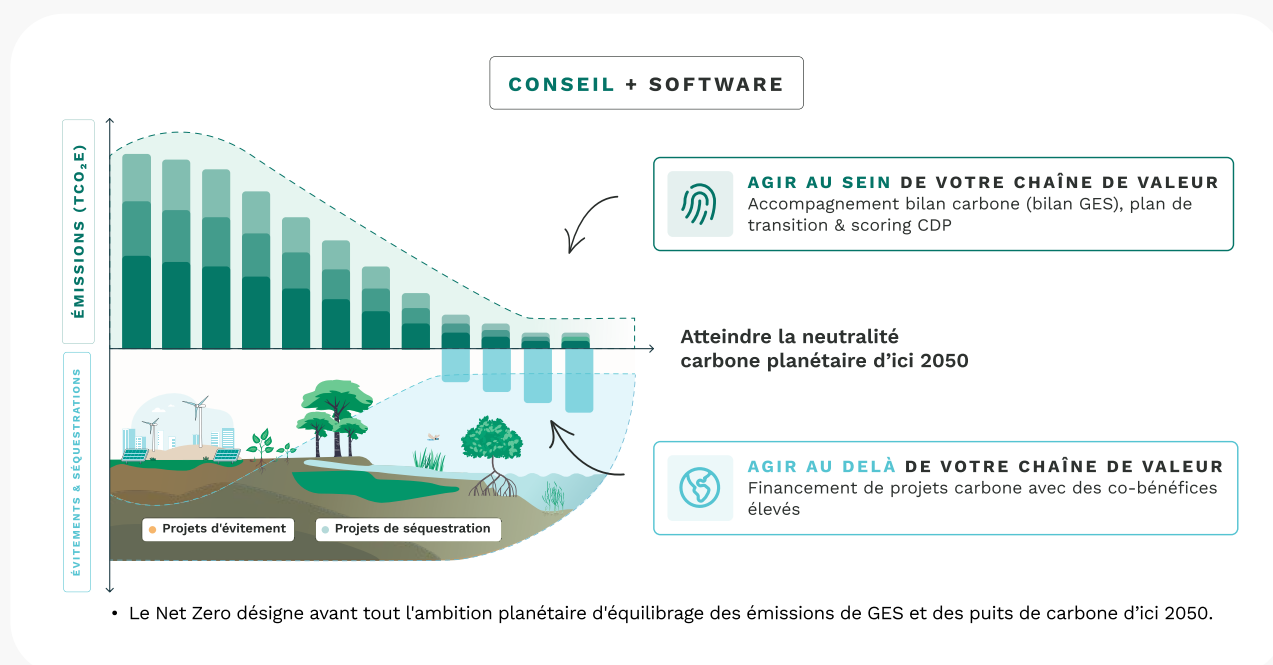 CONSEIL + SOFTWARE
ÉMISSIONS (TCO₂E)
AGIR AU SEIN DE VOTRE CHAÎNE DE VALEUR
Accompagnement bilan carbone (bilan GES), plan de
transition & scoring CDP
Atteindre la neutralité
carbone planétaire d’ici 2050
ÉVITEMENTS & SÉQUESTRATIONS
AGIR AU DELÀ DE VOTRE CHAÎNE DE VALEUR
Financement de projets carbone avec des co-bénéfices
élevés
Projets d'évitement
Projets de séquestration
• Le Net Zero désigne avant tout l'ambition planétaire d'équilibrage des émissions de GES et des puits de carbone d’ici 2050.